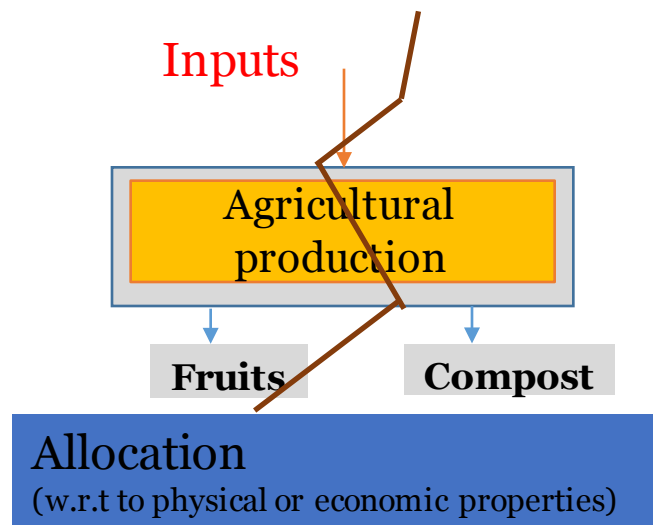 Inputs
Agricultural
production
Fruits
Compost
Allocation
(w.r.t to physical or economic properties)